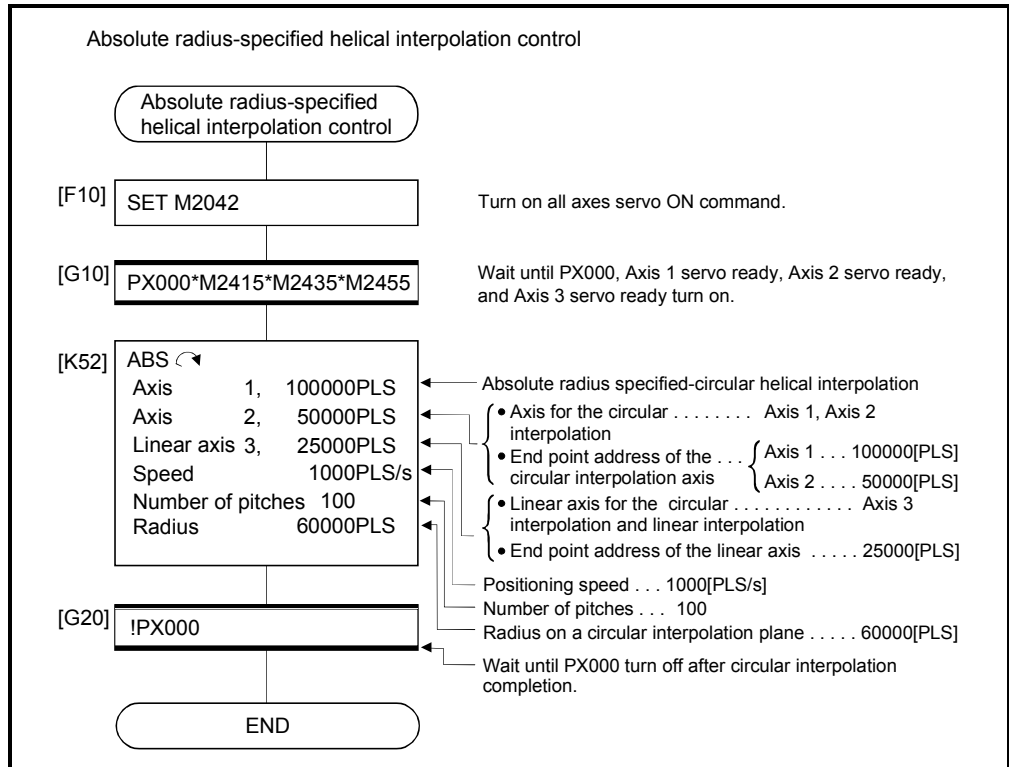 Absolute radius-specified helical interpolation control
Absolute radius-specified
helical interpolation control
[F10]
SET M2042
Turn on all axes servo ON command.
[G10]
PX000*M2415*M2435*M2455
Wait until PX000, Axis 1 servo ready, Axis 2 servo ready,
and Axis 3 servo ready turn on.
[K52]
ABS
Axis 1, 100000PLS
Axis 2, 50000PLS
Linear axis 3, 25000PLS
Speed 1000PLS/s
Number of pitches 100
Radius 60000PLS
Absolute radius specified-circular helical interpolation
• Axis for the circular . . . . . . . . Axis 1, Axis 2
interpolation
• End point address of the . . . Axis 1 . . . 100000[PLS]
circular interpolation axis Axis 2 . . . . 50000[PLS]
• Linear axis for the circular . . . . . . . . . . . . Axis 3
interpolation and linear interpolation
• End point address of the linear axis . . . . . 25000[PLS]
Positioning speed . . . 1000[PLS/s]
Number of pitches . . . 100
Radius on a circular interpolation plane . . . . . 60000[PLS]
[G20]
!PX000
Wait until PX000 turn off after circular interpolation
completion.
END